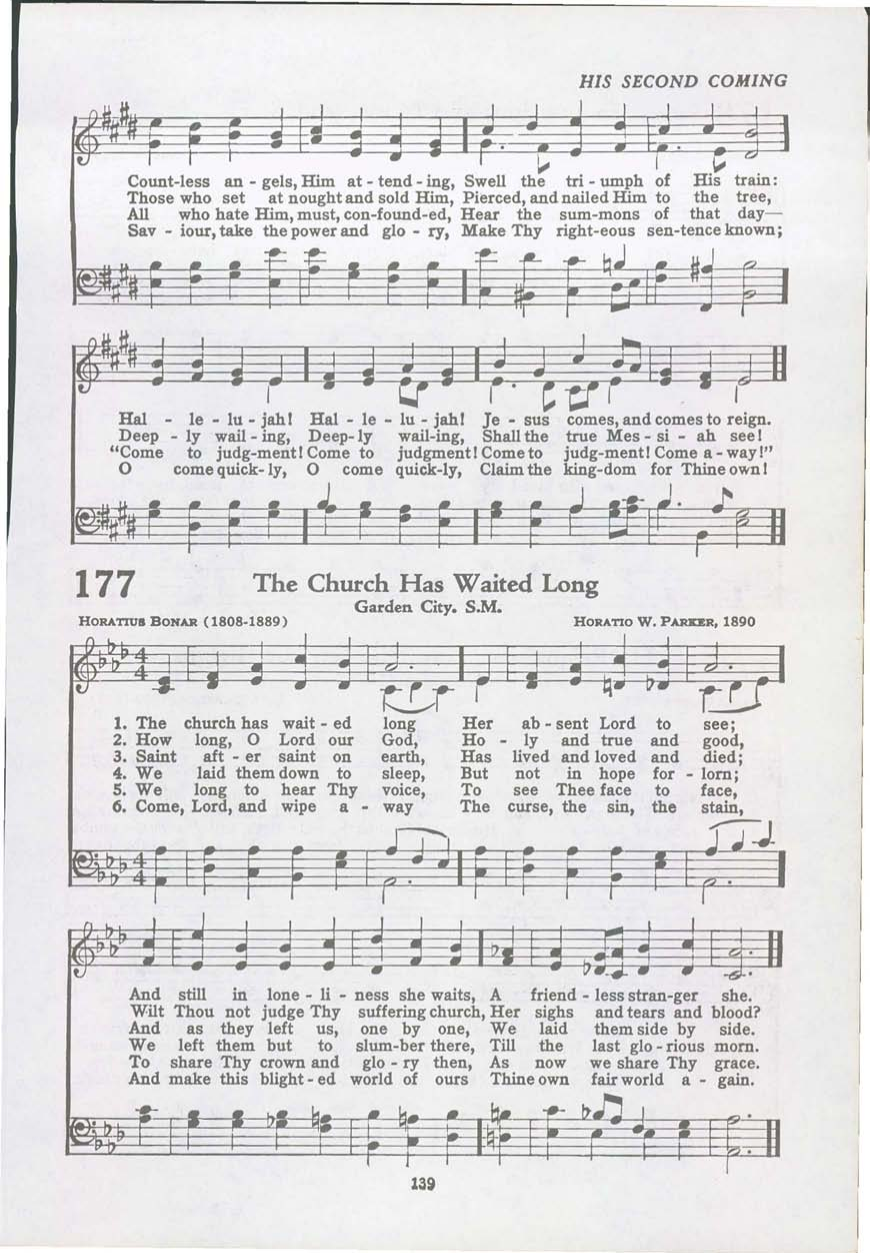 HIS SECOND COMING
Count-less an - gels, Him at - tend - ing, Swell the tri - umph of His train:
Those who set at nought and sold Him, Pierced, and nailed Him to the tree,
All who hate Him, must, con-found-ed, Hear the sum-mons of that day—
Sav - iour, take the power and glo - ry, Make Thy right-eous sen-tence known;
Hal - le - lu - jah! Hal - le - lu - jah! Je - sus comes, and comes to reign.
Deep - ly wail - ing, Deep-ly wail-ing, Shall the true Mes - si - ah see!
"Come to judg-ment! Come to judgment! Come to judg-ment! Come a - way!"
O come quick-ly, O come quick-ly, Claim the king-dom for Thine own!
177 The Church Has Waited Long
Garden City. S.M.
HORATIUS BONAR (1808-1889) HORATIO W. PARKER, 1890
4
4
1. The church has wait - ed long Her ab - sent Lord to see;
2. How long, O Lord our God, Ho - ly and true and good,
3. Saint aft - er saint on earth, Has lived and loved and died;
4. We laid them down to sleep, But not in hope for - lorn;
5. We long to hear Thy voice, To see Thee face to face,
6. Come, Lord, and wipe a - way The curse, the sin, the stain,
4
4
And still in lone - li - ness she waits, A friend - less stran-ger she.
Wilt Thou not judge Thy suffering church, Her sighs and tears and blood?
And as they left us, one by one, We laid them side by side.
We left them but to slum-ber there, Till the last glo - rious morn.
To share Thy crown and glo - ry then, As now we share Thy grace.
And make this blight-ed world of ours Thine own fair world a - gain.
139